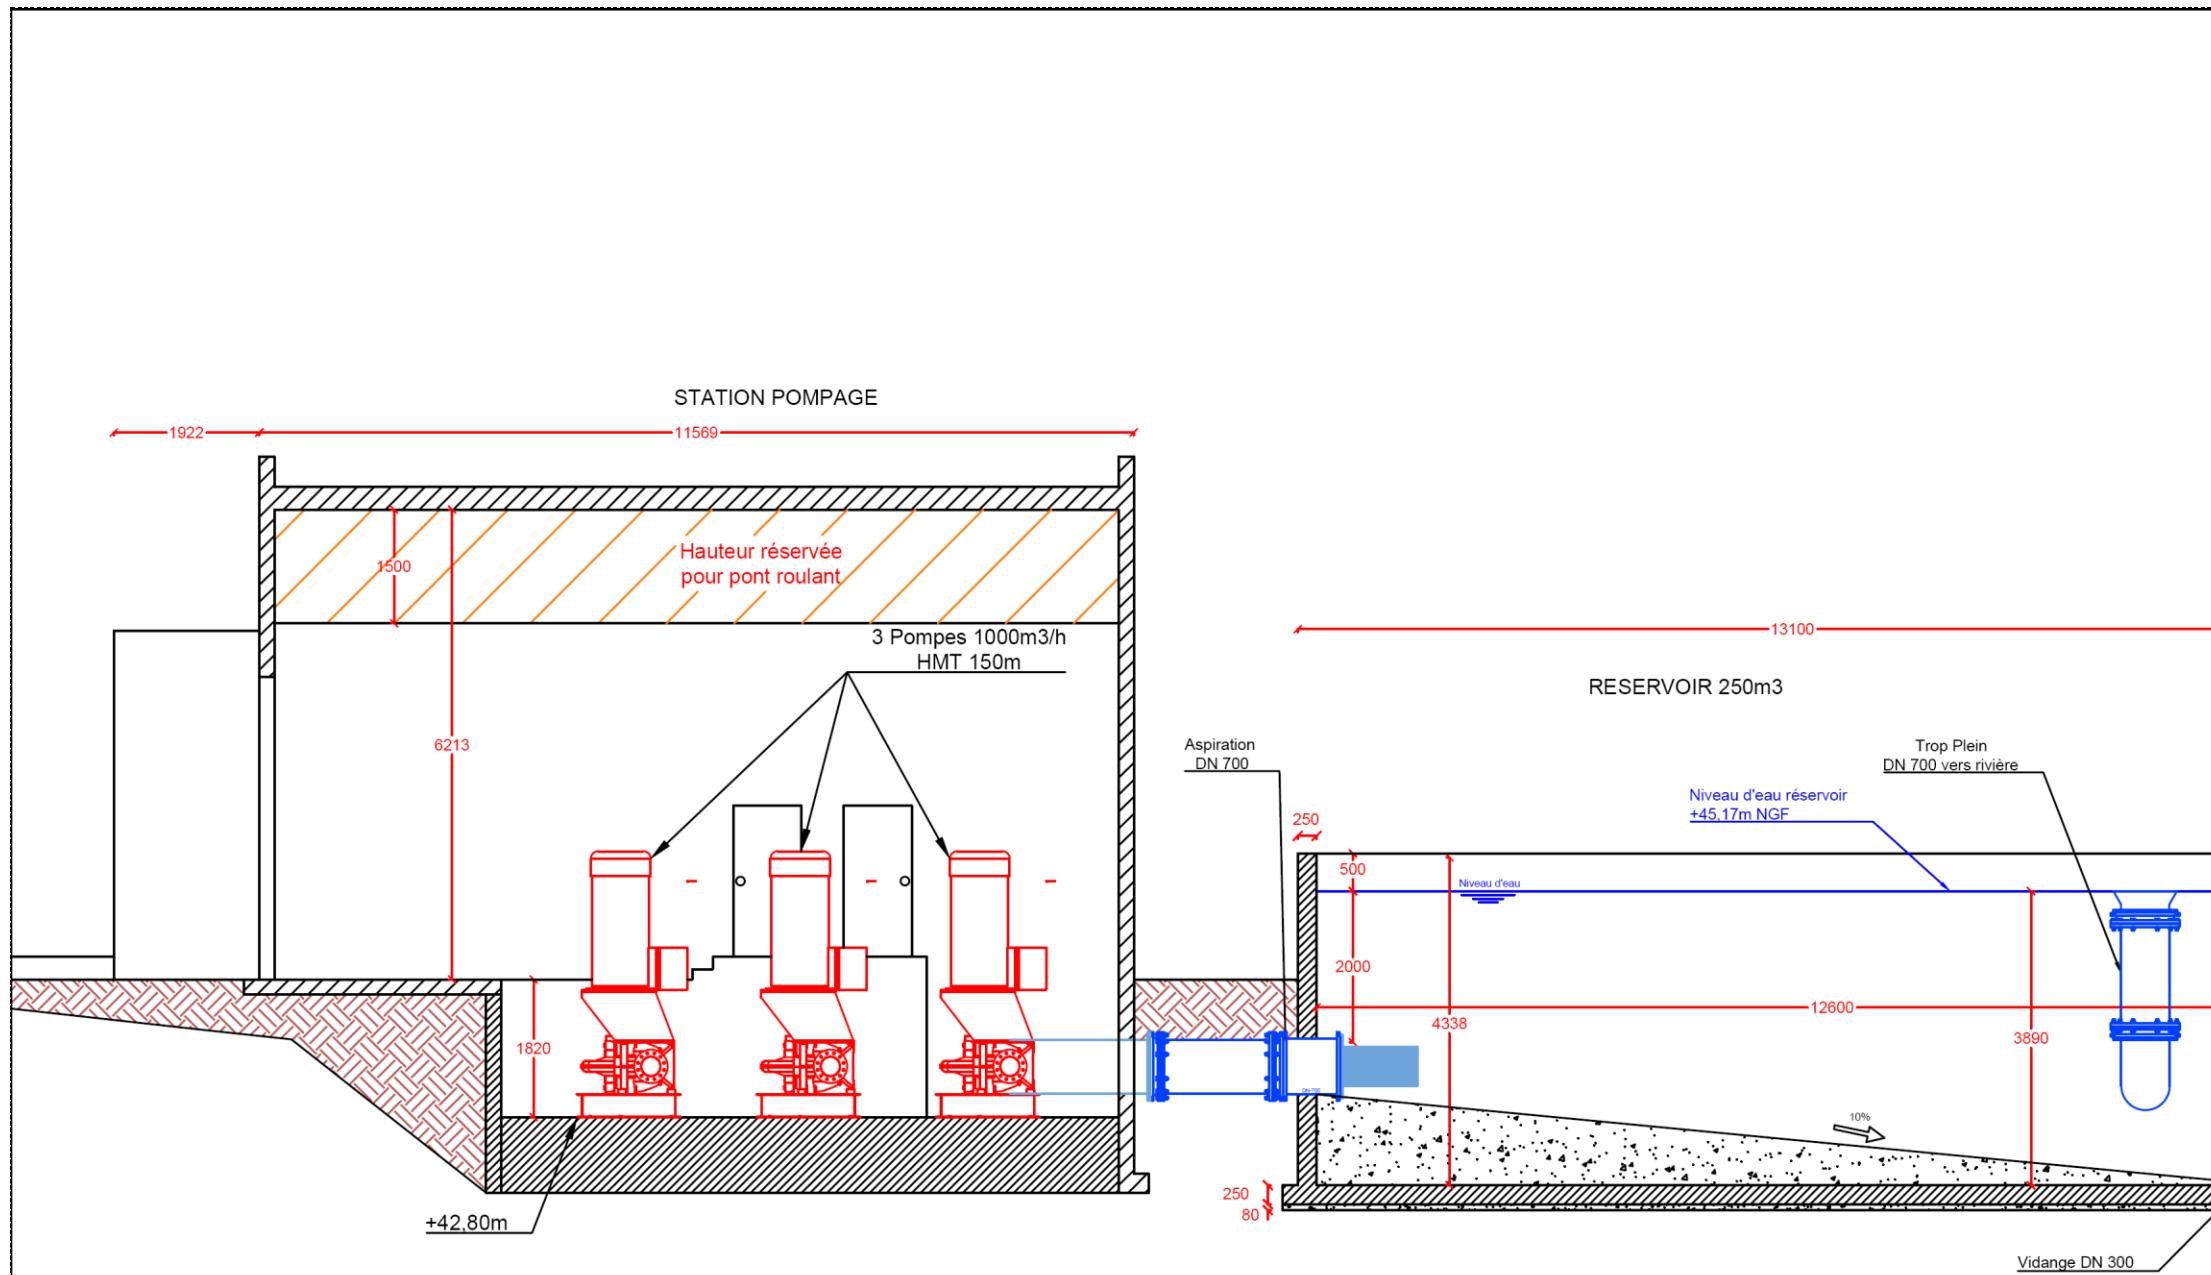 STATION POMPAGE
1922
11569
Hauteur réservée
pour pont roulant
1500
6213
3 Pompes 1000m3/h
HMT 150m
13100
RESERVOIR 250m3
Aspiration
DN 700
Trop Plein
DN 700 vers rivière
Niveau d'eau réservoir
+45,17m NGF
250
500
Niveau d'eau
2000
12600
4338
3890
1820
DN-700
10%
250
80
+42,80m
Vidange DN 300